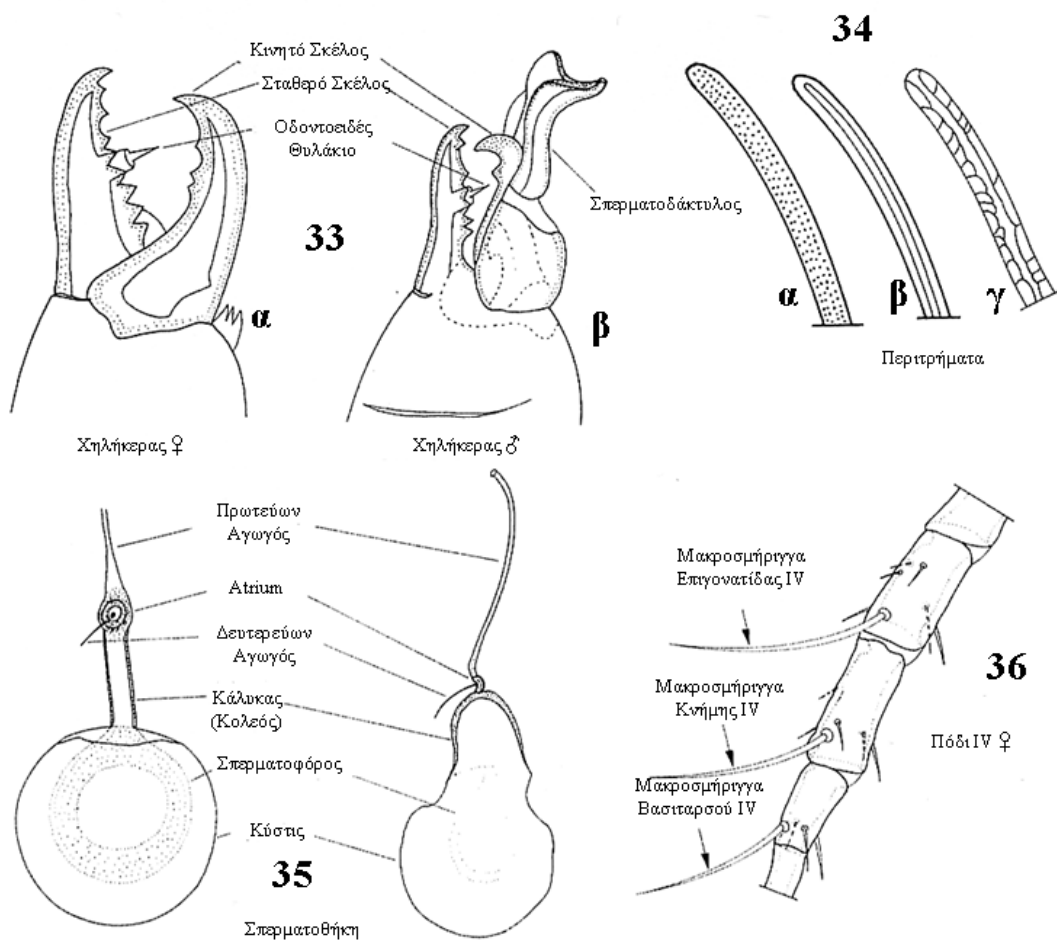 34
Κινητό Σκέλος
Σταθερό Σκέλος
Οδοντοειδές
Θυλάκιο
Σπερματοδάκτυλος
33
α
β
α
β
γ
Περιτρήματα
Χηλήκερας ♀
Χηλήκερας ♂
Πρωτεύων
Αγωγός
Atrium
Δευτερεύων
Αγωγός
Κάλυκας
(Κολεός)
Σπερματοφόρος
Κύστις
35
Σπερματοθήκη
Μακροσμήριγγα
Επιγονατίδας IV
36
Μακροσμήριγγα
Κνήμης IV
Πόδι IV ♀
Μακροσμήριγγα
Βασιταρσού IV